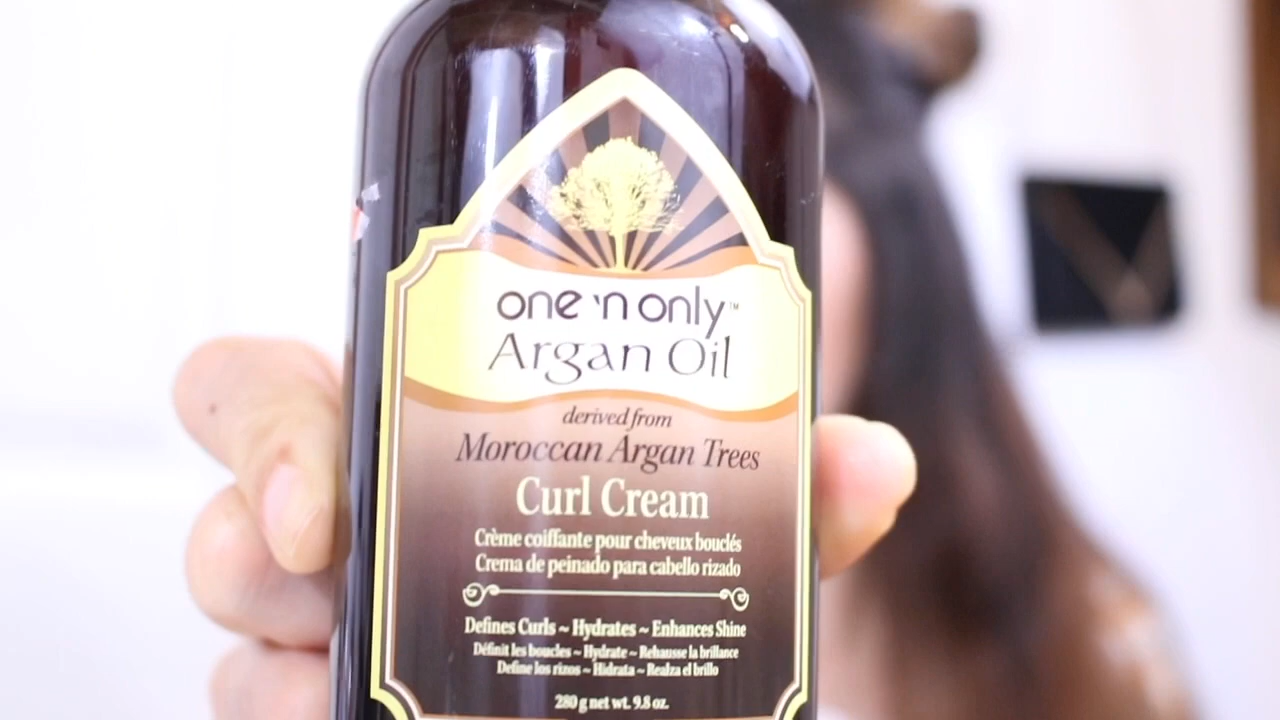 one 'n only™
Argan Oil
derived from
Moroccan Argan Trees
Curl Cream
Crème coiffante pour cheveux bouclés
Crema de peinado para cabello rizado
Defines Curls ~ Hydrates ~ Enhances Shine
Définit les boucles ~ Hydrate ~ Rehausse la brillance
Define los rizos ~ Hidrata ~ Realza el brillo
280 g net wt. 9.8 oz.